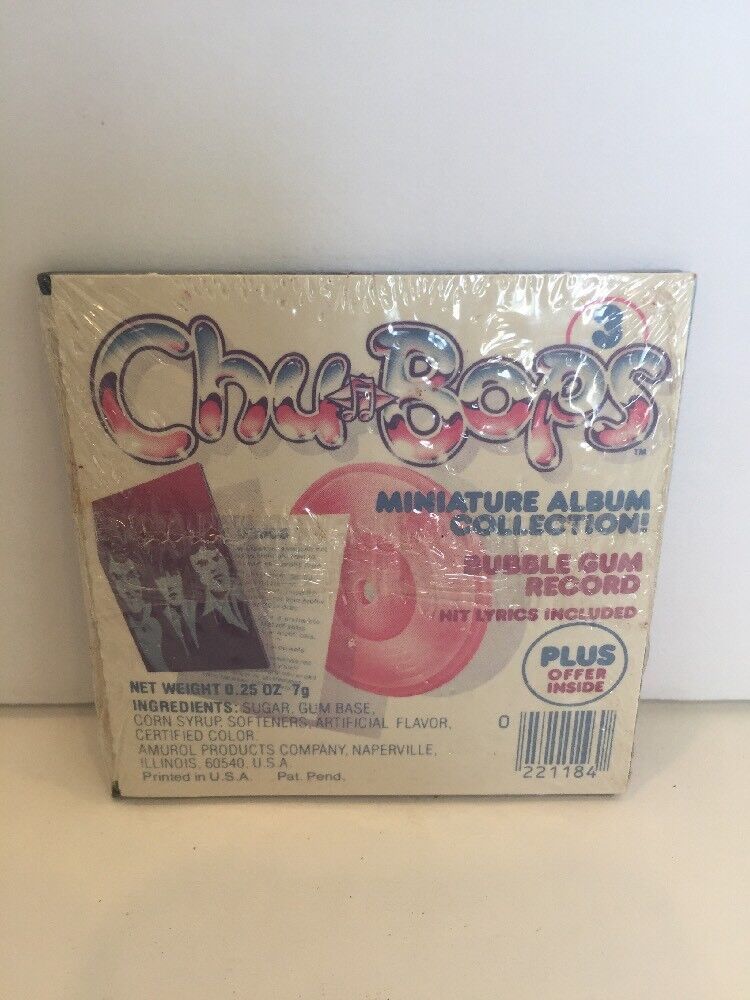 3
Chu Bops™
MINIATURE ALBUM
COLLECTION!
BUBBLE GUM
RECORD
HIT LYRICS INCLUDED
PLUS
OFFER
INSIDE
NET WEIGHT 0.25 OZ 7g
INGREDIENTS: SUGAR, GUM BASE,
CORN SYRUP, SOFTENERS, ARTIFICIAL FLAVOR,
CERTIFIED COLOR.
AMUROL PRODUCTS COMPANY, NAPERVILLE,
ILLINOIS, 60540, U.S.A.
Printed in U.S.A. Pat. Pend.
0
221184